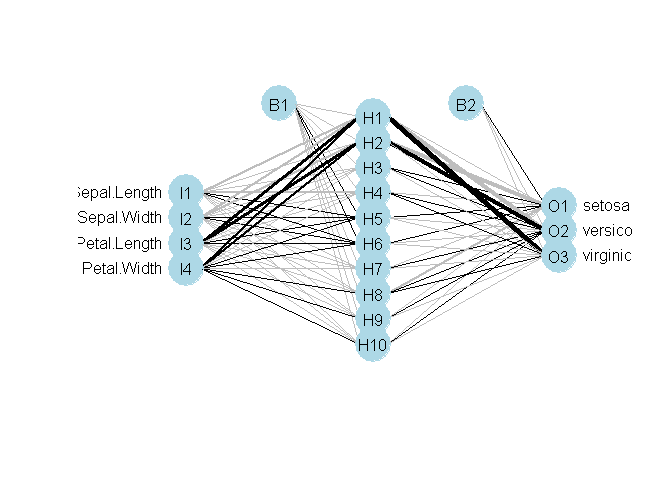 B1
B2
H1
H2
H3
H4
H5
H6
H7
H8
H9
H10
Sepal.Length I1
Sepal.Width I2
Petal.Length I3
Petal.Width I4
O1 setosa
O2 versico
O3 virginic